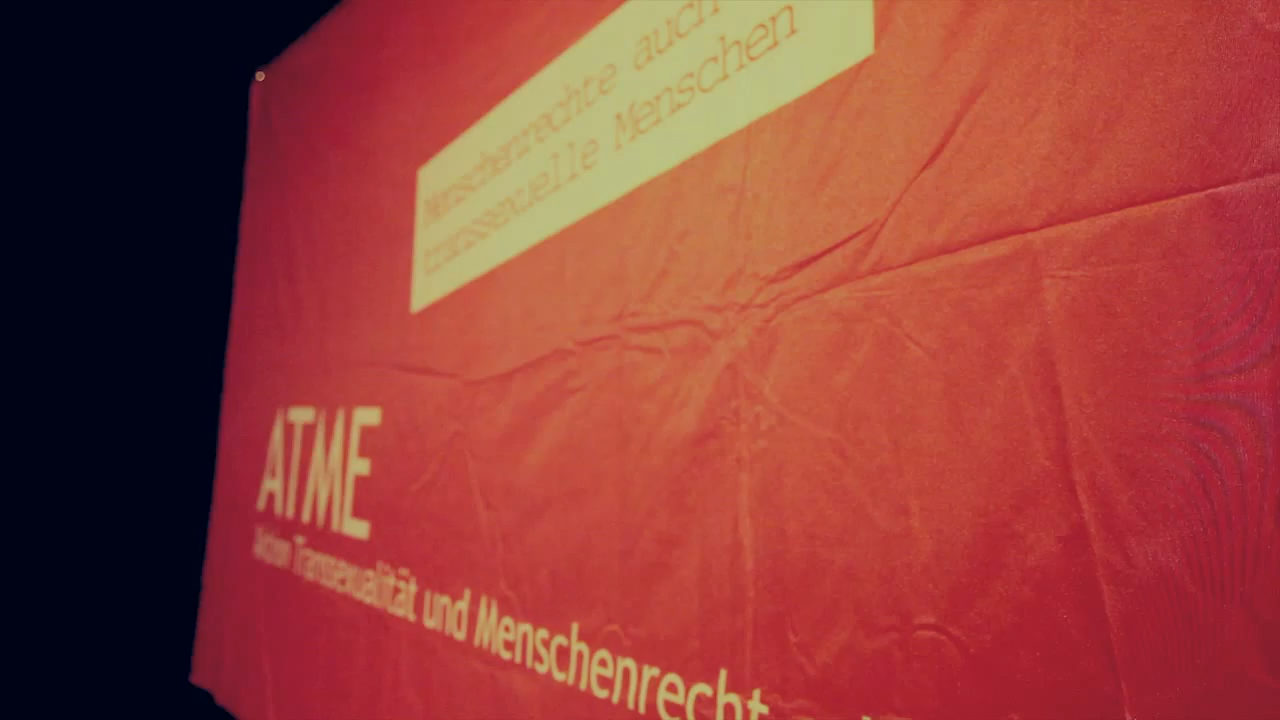 Menschenrechte auch
transsexuelle Menschen
ATME
Aktion Transsexualität und Menschenrecht